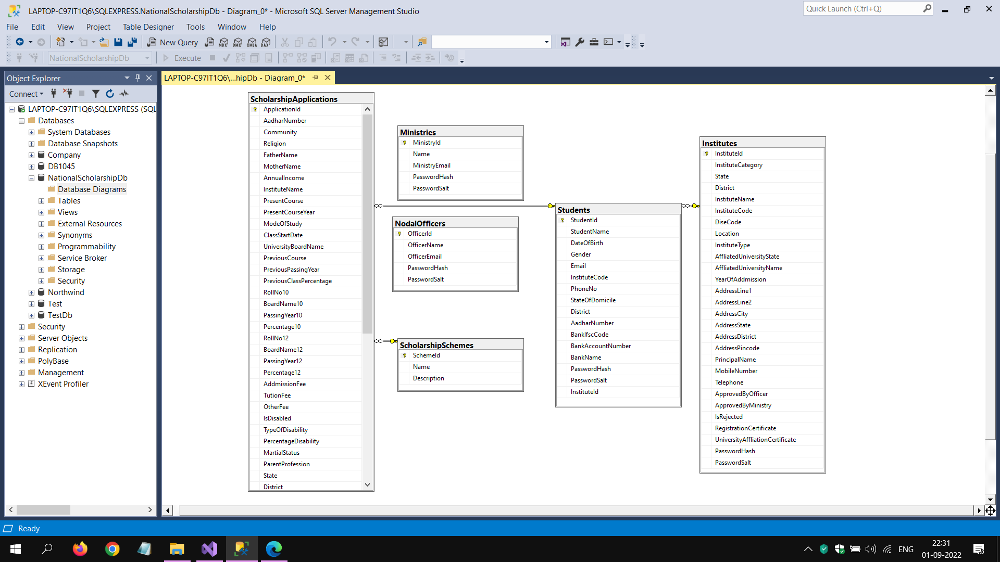 LAPTOP-C97IT1Q6\SQLEXPRESS.NationalScholarshipDb - Diagram_0* - Microsoft SQL Server Management Studio
Quick Launch (Ctrl+Q)
File Edit View Project Table Designer Tools Window Help
New Query MDX DMX XMLA DAX
NationalScholarshipDb Execute
Object Explorer
Connect
LAPTOP-C97IT1Q6\SQLEXPRESS (SQL
Databases
System Databases
Database Snapshots
Company
DB1045
NationalScholarshipDb
Database Diagrams
Tables
Views
External Resources
Synonyms
Programmability
Service Broker
Storage
Security
Northwind
Test
TestDb
Security
Server Objects
Replication
PolyBase
Management
XEvent Profiler
LAPTOP-C97IT1Q6\...hipDb - Diagram_0*
ScholarshipApplications
ApplicationId
AadharNumber
Community
Religion
FatherName
MotherName
AnnualIncome
InstituteName
PresentCourse
PresentCourseYear
ModeOfStudy
ClassStartDate
UniversityBoardName
PreviousCourse
PreviousPassingYear
PreviousClassPercentage
RollNo10
BoardName10
PassingYear10
Percentage10
RollNo12
BoardName12
PassingYear12
Percentage12
AddmissionFee
TutionFee
OtherFee
IsDisabled
TypeOfDisability
PercentageDisability
MartialStatus
ParentProfession
State
District
Ministries
MinistryId
Name
MinistryEmail
PasswordHash
PasswordSalt
NodalOfficers
OfficerId
OfficerName
OfficerEmail
PasswordHash
PasswordSalt
ScholarshipSchemes
SchemeId
Name
Description
Students
StudentId
StudentName
DateOfBirth
Gender
Email
InstituteCode
PhoneNo
StateOfDomicile
District
AadharNumber
BankIfscCode
BankAccountNumber
BankName
PasswordHash
PasswordSalt
InstituteId
Institutes
InstituteId
InstituteCategory
State
District
InstituteName
InstituteCode
DiseCode
Location
InstituteType
AffliatedUniversityState
AffliatedUniversityName
YearOfAddmission
AddressLine1
AddressLine2
AddressCity
AddressState
AddressDistrict
AddressPincode
PrincipalName
MobileNumber
Telephone
ApprovedByOfficer
ApprovedByMinistry
IsRejected
RegistrationCertificate
UniversityAffliationCertificate
PasswordHash
PasswordSalt
Ready
ENG
22:31
01-09-2022